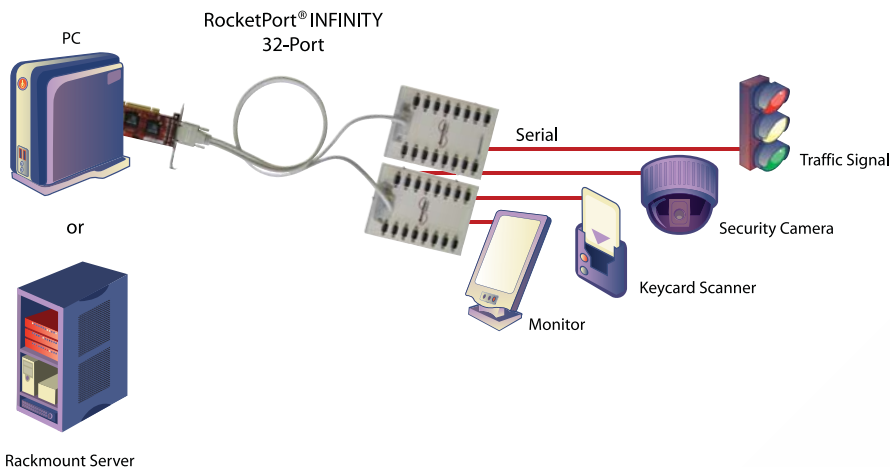 RocketPort® INFINITY
32-Port
PC
Serial
Traffic Signal
or
Security Camera
Keycard Scanner
Monitor
Rackmount Server